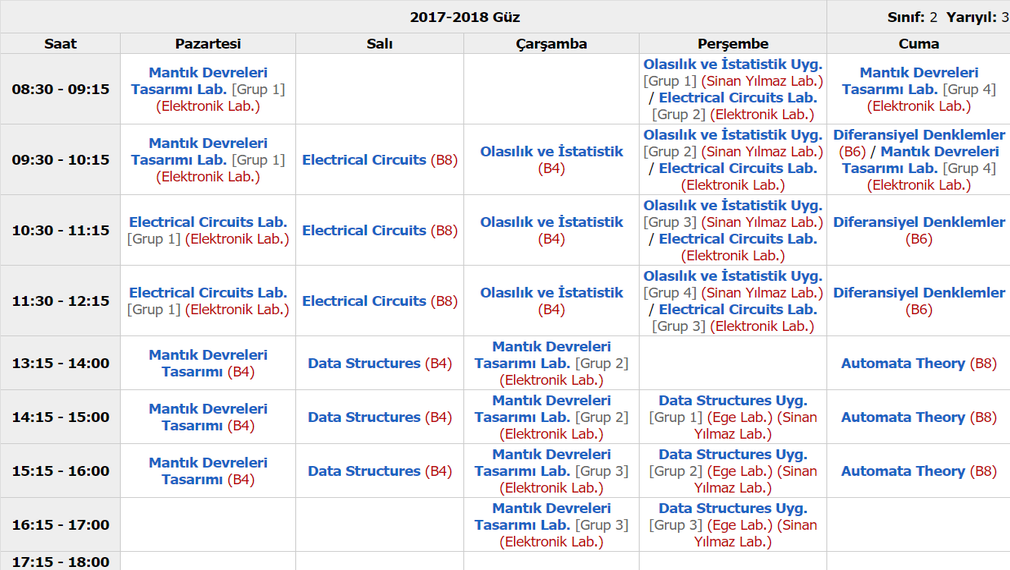 2017-2018 Güz
Sınıf: 2 Yarıyıl: 3
Saat Pazartesi Salı Çarşamba Perşembe Cuma
08:30 - 09:15
Mantık Devreleri
Tasarımı Lab. [Grup 1]
(Elektronik Lab.)
Olasılık ve İstatistik Uyg.
[Grup 1] (Sinan Yılmaz Lab.)
/ Electrical Circuits Lab.
[Grup 2] (Elektronik Lab.)
Mantık Devreleri
Tasarımı Lab. [Grup 4]
(Elektronik Lab.)
09:30 - 10:15
Mantık Devreleri
Tasarımı Lab. [Grup 1]
(Elektronik Lab.)
Electrical Circuits (B8)
Olasılık ve İstatistik
(B4)
Olasılık ve İstatistik Uyg.
[Grup 2] (Sinan Yılmaz Lab.)
/ Electrical Circuits Lab.
(Elektronik Lab.)
Diferansiyel Denklemler
(B6) / Mantık Devreleri
Tasarımı Lab. [Grup 4]
(Elektronik Lab.)
10:30 - 11:15
Electrical Circuits Lab.
[Grup 1] (Elektronik Lab.)
Electrical Circuits (B8)
Olasılık ve İstatistik
(B4)
Olasılık ve İstatistik Uyg.
[Grup 3] (Sinan Yılmaz Lab.)
/ Electrical Circuits Lab.
(Elektronik Lab.)
Diferansiyel Denklemler
(B6)
11:30 - 12:15
Electrical Circuits Lab.
[Grup 1] (Elektronik Lab.)
Electrical Circuits (B8)
Olasılık ve İstatistik
(B4)
Olasılık ve İstatistik Uyg.
[Grup 4] (Sinan Yılmaz Lab.)
/ Electrical Circuits Lab.
[Grup 3] (Elektronik Lab.)
Diferansiyel Denklemler
(B6)
13:15 - 14:00
Mantık Devreleri
Tasarımı (B4)
Data Structures (B4)
Mantık Devreleri
Tasarımı Lab. [Grup 2]
(Elektronik Lab.)
Automata Theory (B8)
14:15 - 15:00
Mantık Devreleri
Tasarımı (B4)
Data Structures (B4)
Mantık Devreleri
Tasarımı Lab. [Grup 2]
(Elektronik Lab.)
Data Structures Uyg.
[Grup 1] (Ege Lab.) (Sinan
Yılmaz Lab.)
Automata Theory (B8)
15:15 - 16:00
Mantık Devreleri
Tasarımı (B4)
Data Structures (B4)
Mantık Devreleri
Tasarımı Lab. [Grup 3]
(Elektronik Lab.)
Data Structures Uyg.
[Grup 2] (Ege Lab.) (Sinan
Yılmaz Lab.)
Automata Theory (B8)
16:15 - 17:00
Mantık Devreleri
Tasarımı Lab. [Grup 3]
(Elektronik Lab.)
Data Structures Uyg.
[Grup 3] (Ege Lab.) (Sinan
Yılmaz Lab.)
17:15 - 18:00